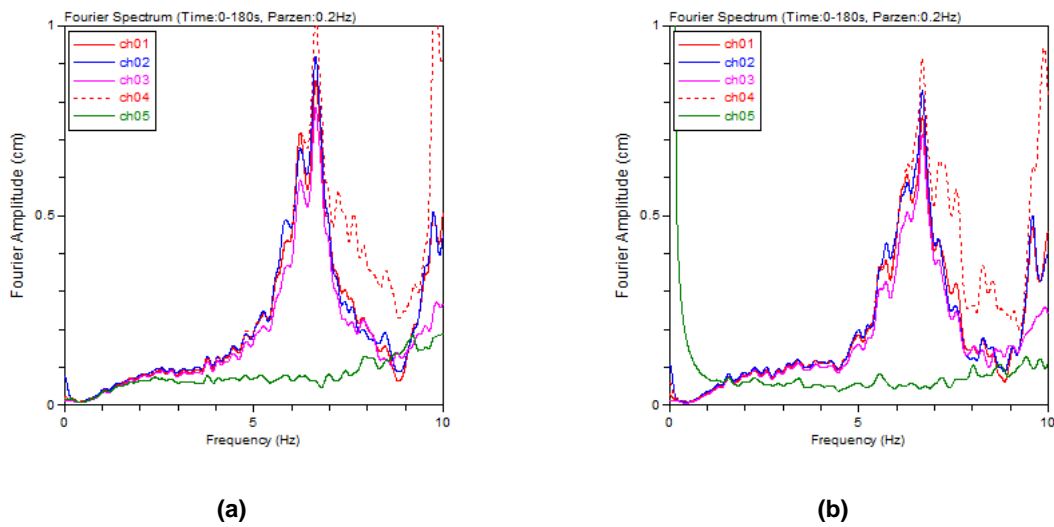 Fourier Spectrum (Time:0-180s, Parzen:0.2Hz)
1
ch01
ch02
ch03
ch04
ch05
Fourier Amplitude (cm)
0.5
0
0
5
10
Frequency (Hz)
(a)
Fourier Spectrum (Time:0-180s, Parzen:0.2Hz)
1
ch01
ch02
ch03
ch04
ch05
Fourier Amplitude (cm)
0.5
0
0
5
10
Frequency (Hz)
(b)